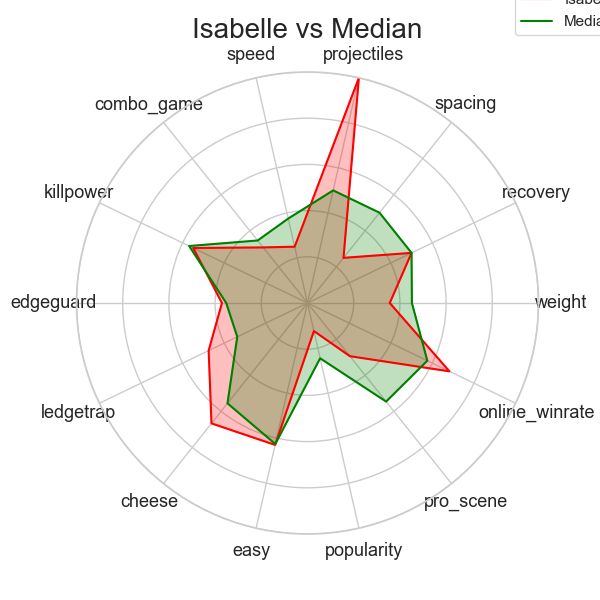 Isabelle vs Median
speed
projectiles
combo_game
spacing
killpower
recovery
edgeguard
weight
ledgetrap
online_winrate
cheese
pro_scene
easy
popularity